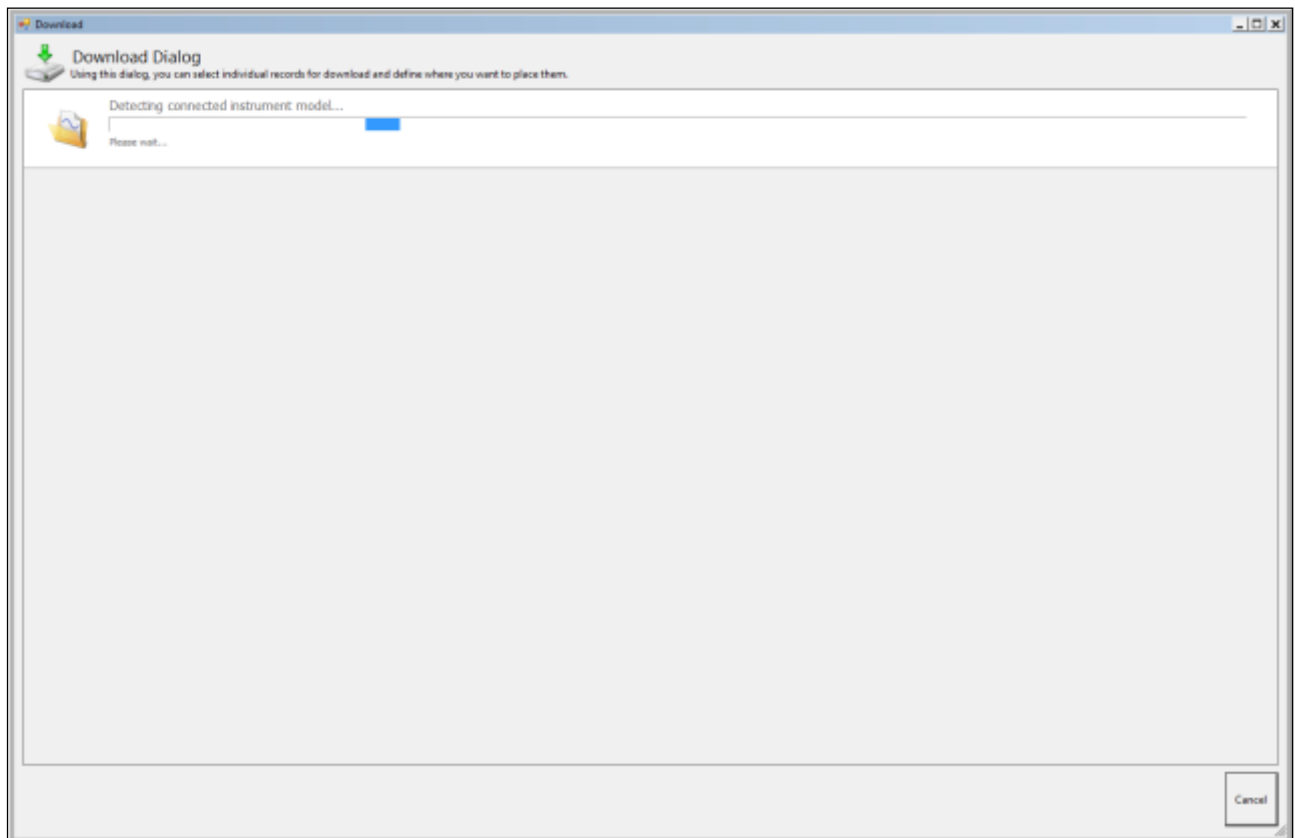 Download
Download Dialog
Using this dialog, you can select individual records for download and define where you want to place them.
Detecting connected instrument model...
Please wait...
Cancel